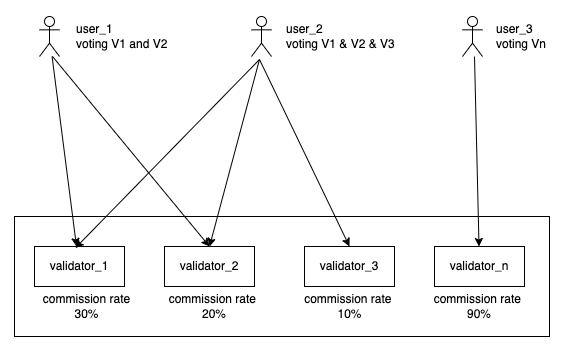 user_1
voting V1 and V2
user_2
voting V1 & V2 & V3
user_3
voting Vn
validator_1
validator_2
validator_3
validator_n
commission rate
30%
commission rate
20%
commission rate
10%
commission rate
90%